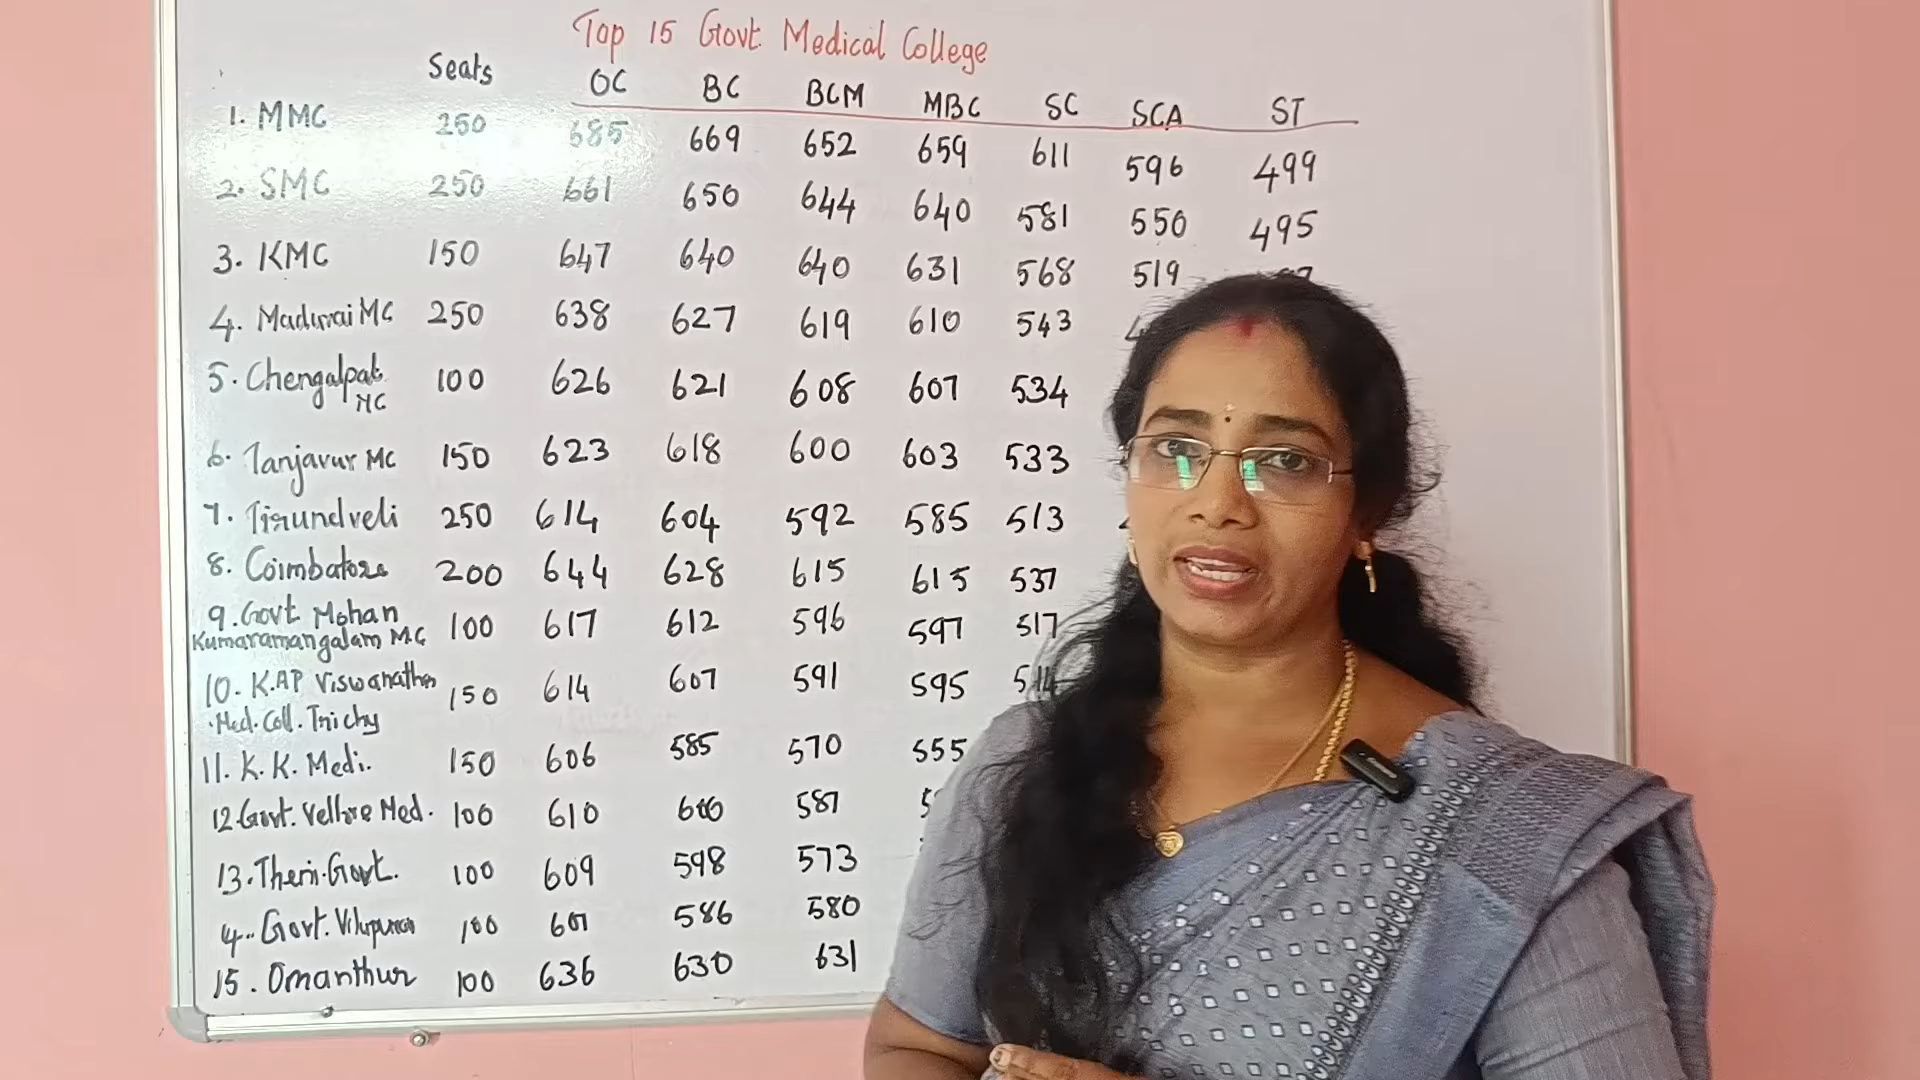 Top 15 Govt. Medical College
Seats OC BC BCM MBC SC SCA ST
1. MMC 250 685 669 652 659 611 596 499
2. SMC 250 661 650 644 640 581 550 495
3. KMC 150 647 640 640 631 568 519
4. Madurai MC 250 638 627 619 610 543
5. Chengalpat MC 100 626 621 608 607 534
6. Tanjavur MC 150 623 618 600 603 533
7. Tirundveli 250 614 604 592 585 513
8. Coimbatore 200 644 628 615 615 537
9. Govt Mohan
Kumaramangalam MC 100 617 612 596 597 517
10. K.AP Viswanathan 150 614 607 591 595 514
Med. Coll. Trichy
11. K. K. Medi. 150 606 585 570 555
12. Govt. Vellore Med. 100 610 600 587
13. Theni. Govt. 100 609 598 573
14. Govt. Vilupuram 100 607 586 580
15. Omanthur 100 636 630 631